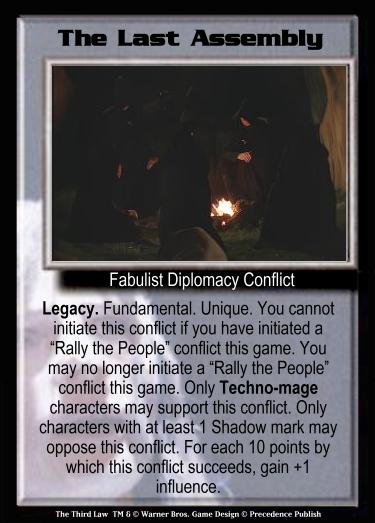 The Last Assembly
Fabulist Diplomacy Conflict
Legacy. Fundamental. Unique. You cannot
initiate this conflict if you have initiated a
“Rally the People” conflict this game. You
may no longer initiate a “Rally the People”
conflict this game. Only Techno-mage
characters may support this conflict. Only
characters with at least 1 Shadow mark may
oppose this conflict. For each 10 points by
which this conflict succeeds, gain +1
influence.
The Third Law TM & © Warner Bros. Game Design © Precedence Publish